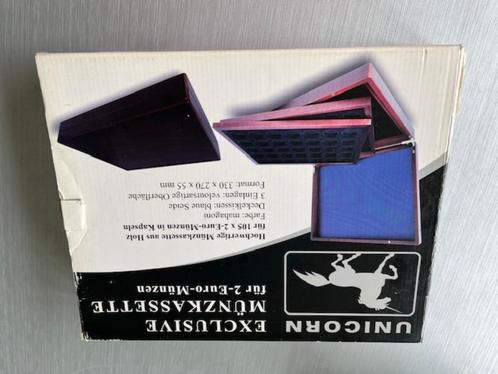 UNICORN
EXCLUSIVE
MÜNZKASSETTE
für 2-Euro-Münzen
Hochwertige Münzkassette aus Holz
für 105 x 2-Euro-Münzen in Kapseln
Farbe: mahagoni
Deckelkissen: blaue Seide
3 Einlagen: veloursartige Oberfläche
Format: 330 x 270 x 55 mm